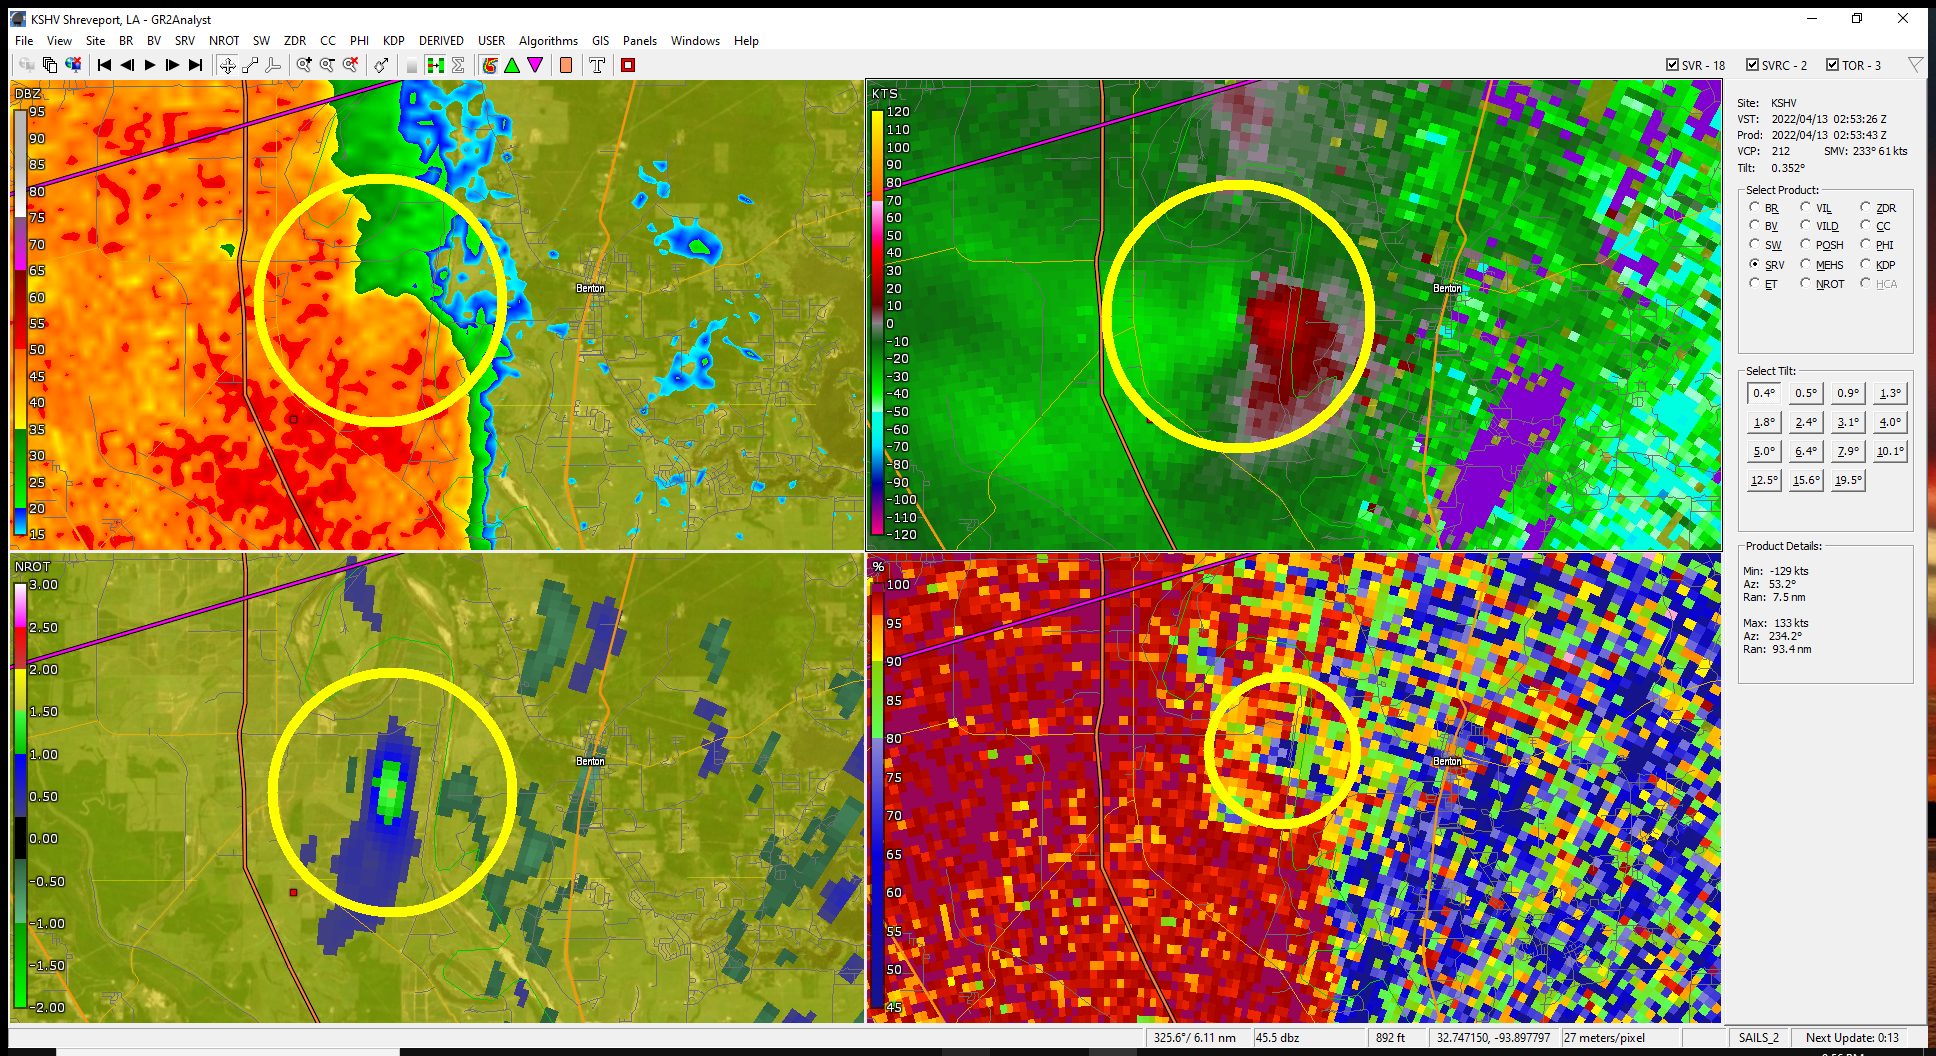 KSHV Shreveport, LA - GR2Analyst
File View Site BR BV SRV NROT SW ZDR CC PHI KDP DERIVED USER Algorithms GIS Panels Windows Help
SVR - 18 SVRC - 2 TOR - 3
DBZ
95
90
85
80
75
70
65
60
55
50
45
40
35
30
25
20
15
Benton
KTS
120
110
100
90
80
70
60
50
40
30
20
10
0
-10
-20
-30
-40
-50
-60
-70
-80
-90
-100
-110
-120
Benton
NROT
3.00
2.50
2.00
1.50
1.00
0.50
0.00
-0.50
-1.00
-1.50
-2.00
Benton
%
100
95
90
85
80
75
70
65
60
55
50
45
Benton
Site: KSHV
VST: 2022/04/13 02:53:26 Z
Prod: 2022/04/13 02:53:43 Z
VCP: 212 SMV: 233° 61 kts
Tilt: 0.352°
Select Product:
BR VIL ZDR
BV VILD CC
SW POSH PHI
SRV MEHS KDP
ET NROT HCA
Select Tilt:
0.4° 0.5° 0.9° 1.3°
1.8° 2.4° 3.1° 4.0°
5.0° 6.4° 7.9° 10.1°
12.5° 15.6° 19.5°
Product Details:
Min: -129 kts
Az: 53.2°
Ran: 7.5 nm
Max: 133 kts
Az: 234.2°
Ran: 93.4 nm
325.6°/ 6.11 nm 45.5 dbz 892 ft 32.747150, -93.897797 27 meters/pixel SAILS_2 Next Update: 0:13